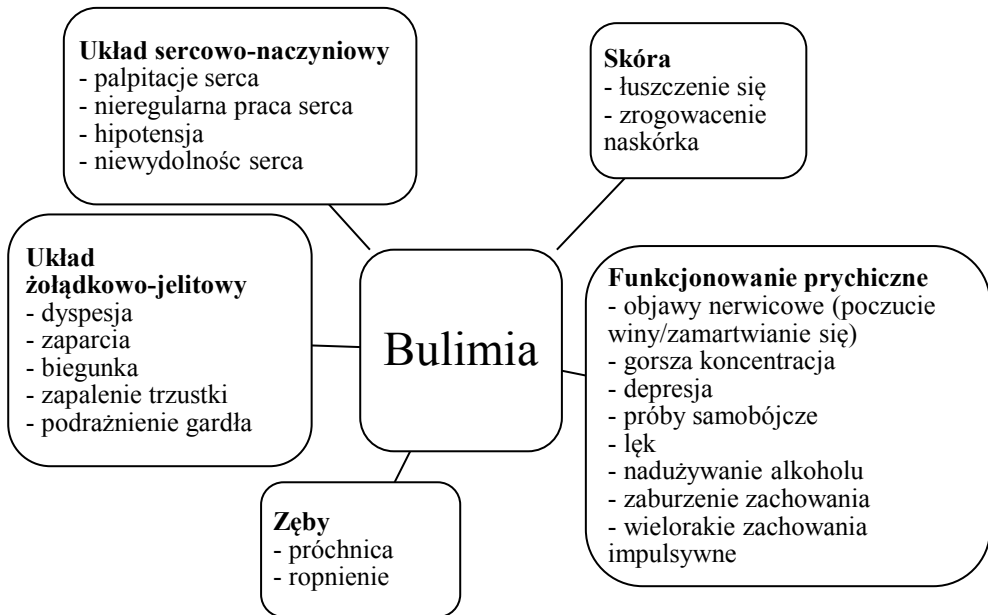 Układ sercowo-naczyniowy
- palpitacje serca
- nieregularna praca serca
- hipotensja
- niewydolnośc serca
Skóra
- łuszczenie się
- zrogowacenie
naskórka
Układ
żołądkowo-jelitowy
- dyspesja
- zaparcia
- biegunka
- zapalenie trzustki
- podrażnienie gardła
Bulimia
Funkcjonowanie prychiczne
- objawy nerwicowe (poczucie
winy/zamartwianie się)
- gorsza koncentracja
- depresja
- próby samobójcze
- lęk
- nadużywanie alkoholu
- zaburzenie zachowania
- wielorakie zachowania
impulsywne
Zęby
- próchnica
- ropnienie